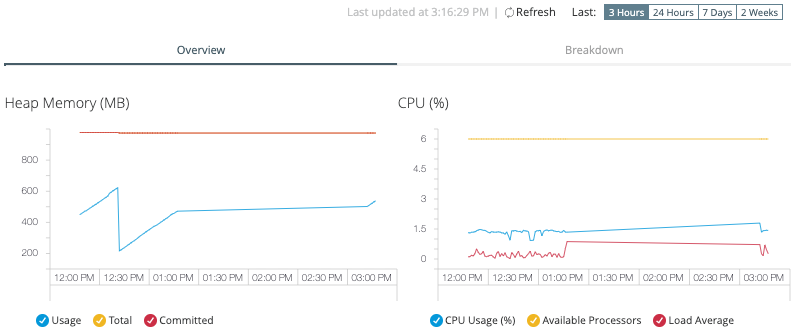 Last updated at 3:16:29 PM | Refresh Last: 3 Hours 24 Hours 7 Days 2 Weeks
Overview Breakdown
Heap Memory (MB)
800
600
400
200
12:00 PM 12:30 PM 01:00 PM 01:30 PM 02:00 PM 02:30 PM 03:00 PM
Usage Total Committed
CPU (%)
6
4.5
3
1.5
0
12:00 PM 12:30 PM 01:00 PM 01:30 PM 02:00 PM 02:30 PM 03:00 PM
CPU Usage (%) Available Processors Load Average